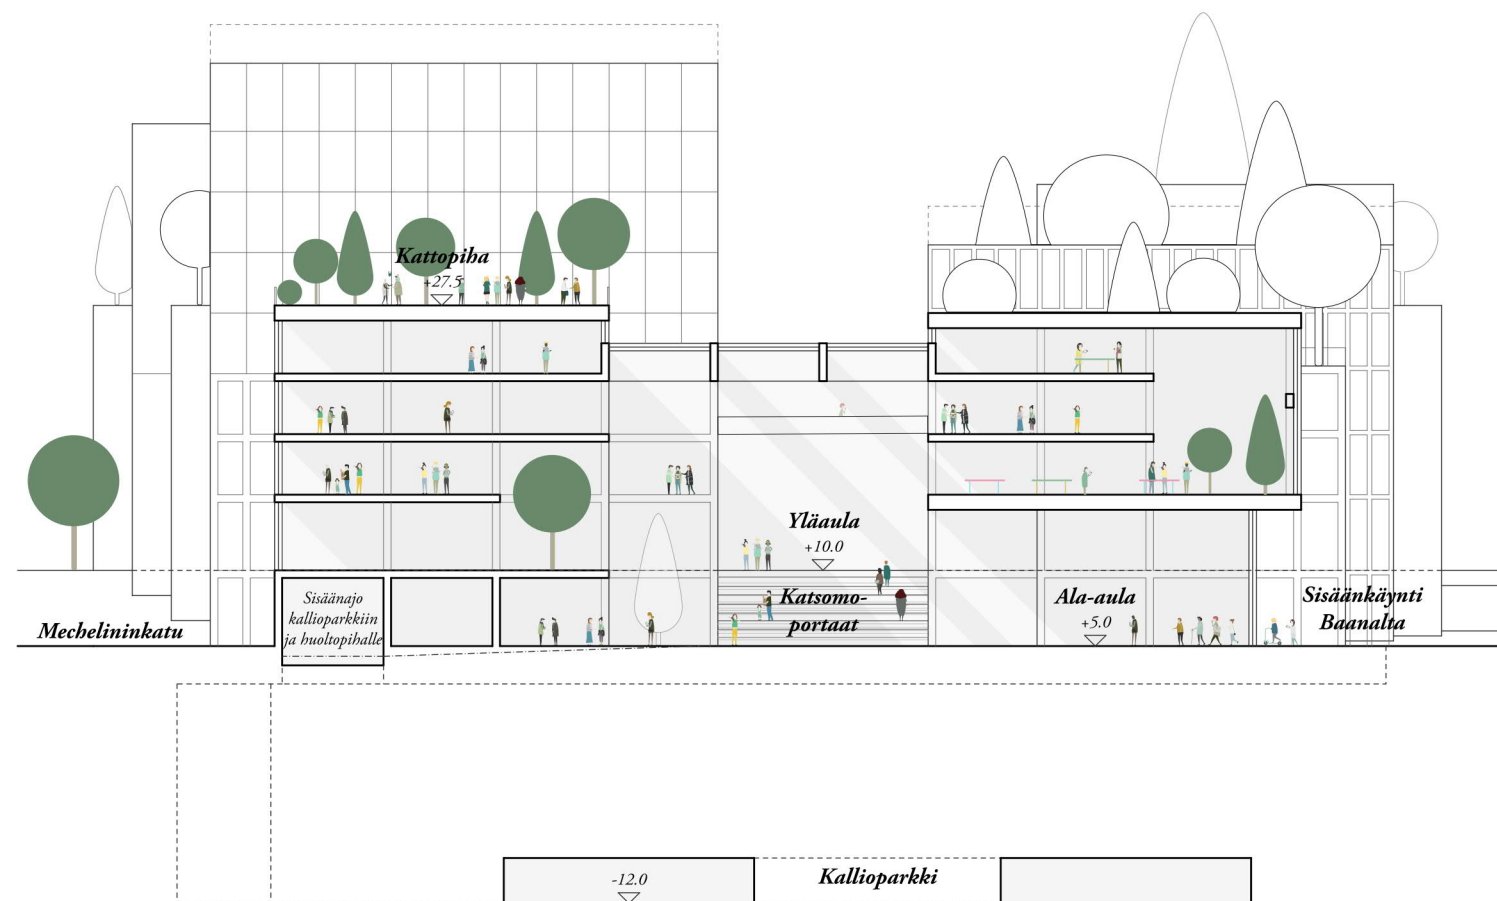 Kattopiha
+27.5
Yläaula
+10.0
Mechelininkatu
Sisäänajo
kallioparkkiin
ja huoltopihalle
Katsomo-
portaat
Ala-aula
+5.0
Sisäänkäynti
Baanalta
-12.0
Kallioparkki